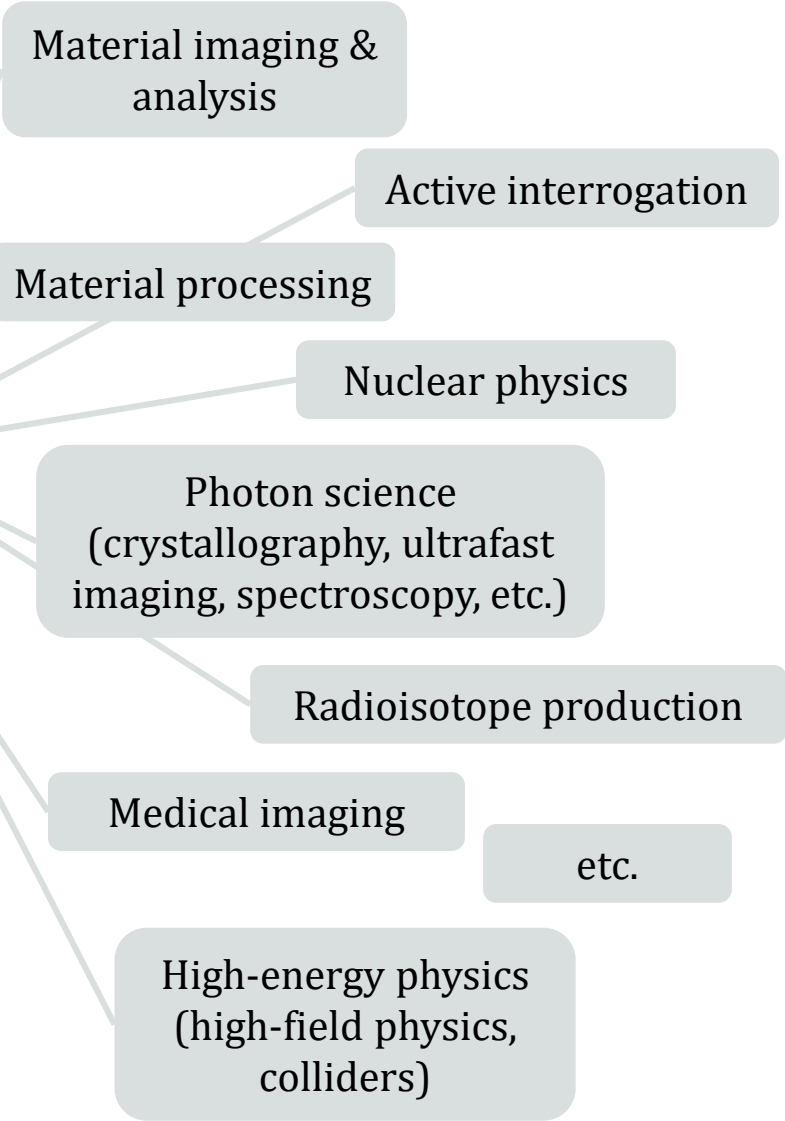 Material imaging &
analysis
Active interrogation
Material processing
Nuclear physics
Photon science
(crystallography, ultrafast
imaging, spectroscopy, etc.)
Radioisotope production
Medical imaging
etc.
High-energy physics
(high-field physics,
colliders)